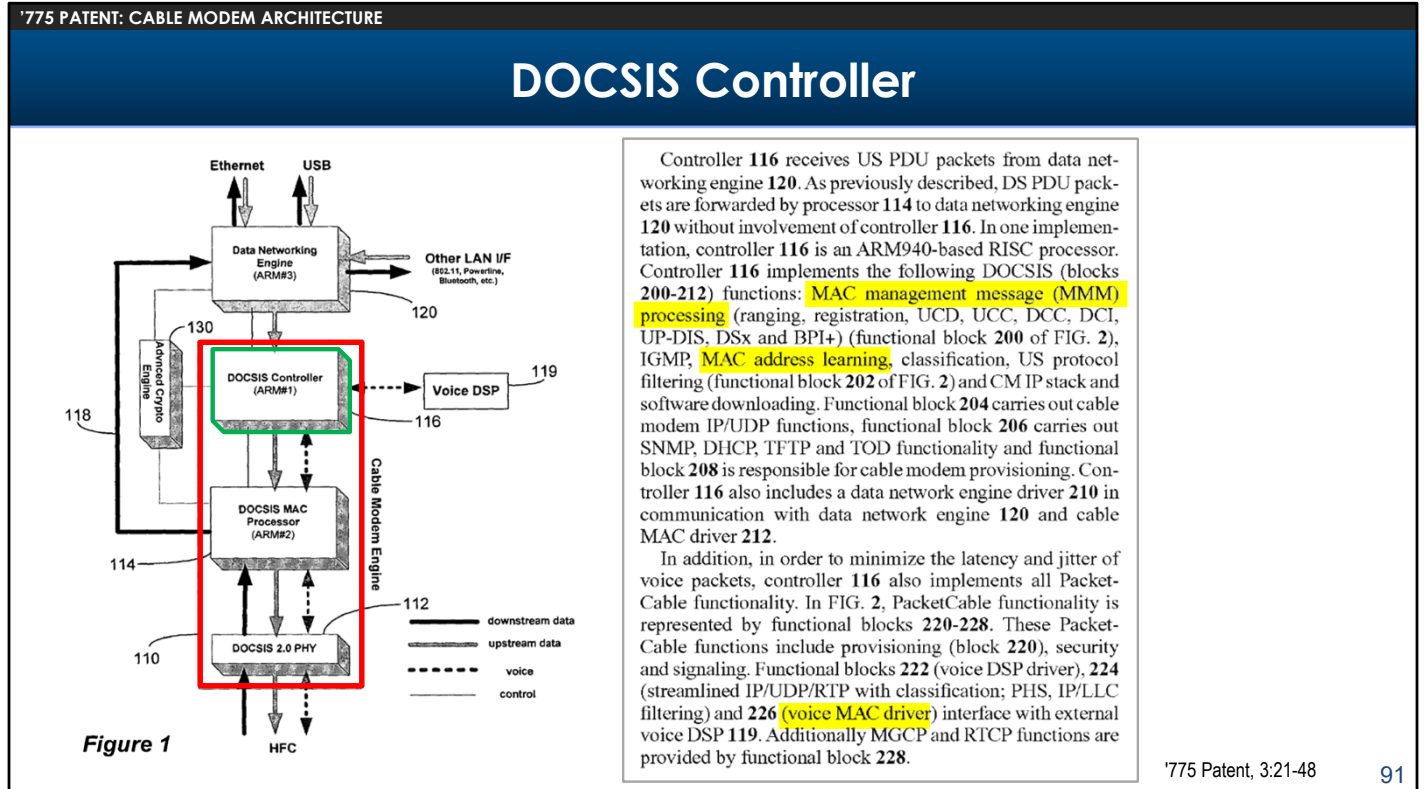 '775 PATENT: CABLE MODEM ARCHITECTURE
DOCSIS Controller
Ethernet
USB
Data Networking
Engine
(ARM#3)
Other LAN I/F
(802.11, Powerline,
Bluetooth, etc.)
120
130
Advnced Crypto
Engine
DOCSIS Controller
(ARM#1)
Voice DSP
119
116
118
Cable Modem Engine
DOCSIS MAC
Processor
(ARM#2)
114
112
DOCSIS 2.0 PHY
110
downstream data
upstream data
voice
control
HFC
Figure 1
Controller 116 receives US PDU packets from data net-
working engine 120. As previously described, DS PDU pack-
ets are forwarded by processor 114 to data networking engine
120 without involvement of controller 116. In one implemen-
tation, controller 116 is an ARM940-based RISC processor.
Controller 116 implements the following DOCSIS (blocks
200-212) functions: MAC management message (MMM)
processing (ranging, registration, UCD, UCC, DCC, DCI,
UP-DIS, DSx and BPI+) (functional block 200 of FIG. 2),
IGMP, MAC address learning, classification, US protocol
filtering (functional block 202 of FIG. 2) and CM IP stack and
software downloading. Functional block 204 carries out cable
modem IP/UDP functions, functional block 206 carries out
SNMP, DHCP, TFTP and TOD functionality and functional
block 208 is responsible for cable modem provisioning. Con-
troller 116 also includes a data network engine driver 210 in
communication with data network engine 120 and cable
MAC driver 212.
In addition, in order to minimize the latency and jitter of
voice packets, controller 116 also implements all Packet-
Cable functionality. In FIG. 2, PacketCable functionality is
represented by functional blocks 220-228. These Packet-
Cable functions include provisioning (block 220), security
and signaling. Functional blocks 222 (voice DSP driver), 224
(streamlined IP/UDP/RTP with classification; PHS, IP/LLC
filtering) and 226 (voice MAC driver) interface with external
voice DSP 119. Additionally MGCP and RTCP functions are
provided by functional block 228.
'775 Patent, 3:21-48
91